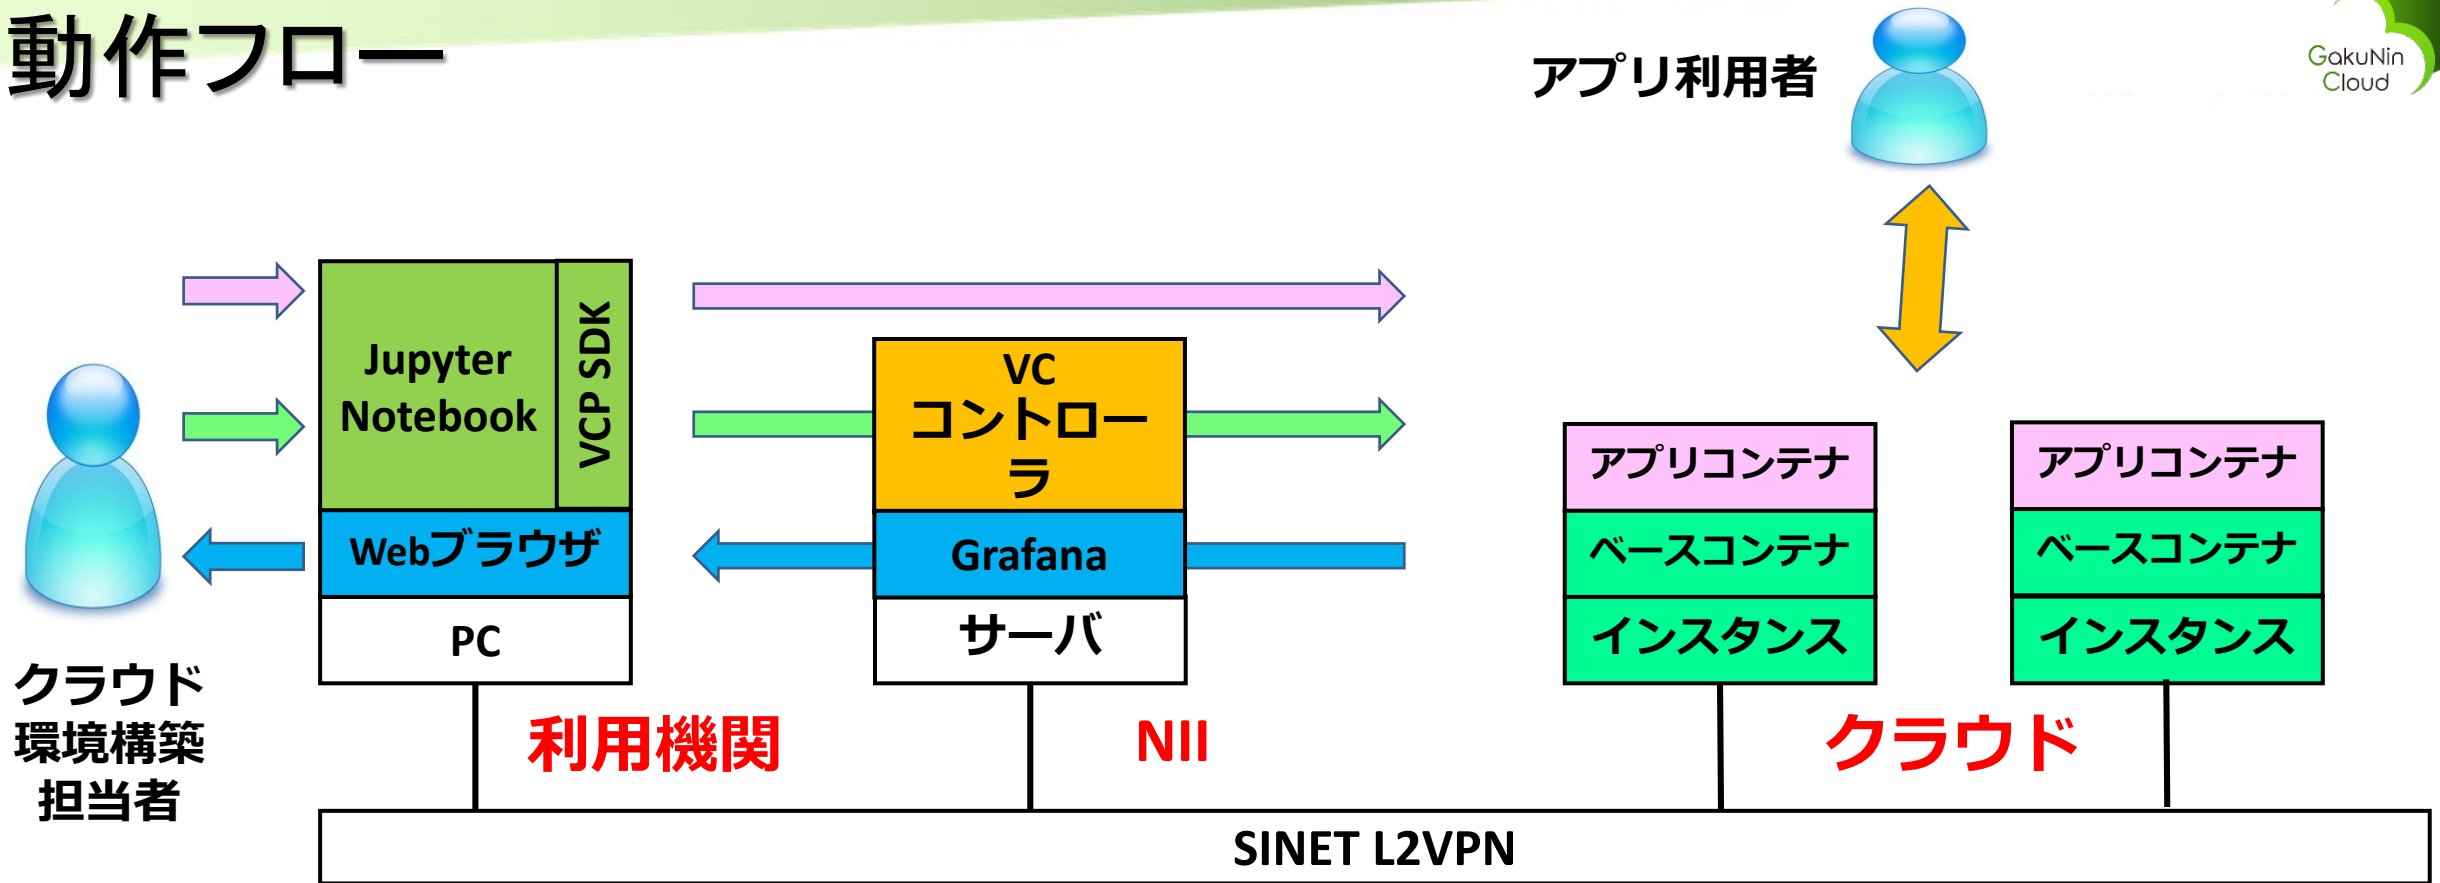 動作フロー
アプリ利用者
GakuNin
Cloud
Jupyter
Notebook
VCP SDK
Webブラウザ
PC
VC
コントロー
ラ
Grafana
サーバ
アプリコンテナ
ベースコンテナ
インスタンス
アプリコンテナ
ベースコンテナ
インスタンス
クラウド
環境構築
担当者
利用機関
NII
クラウド
SINET L2VPN